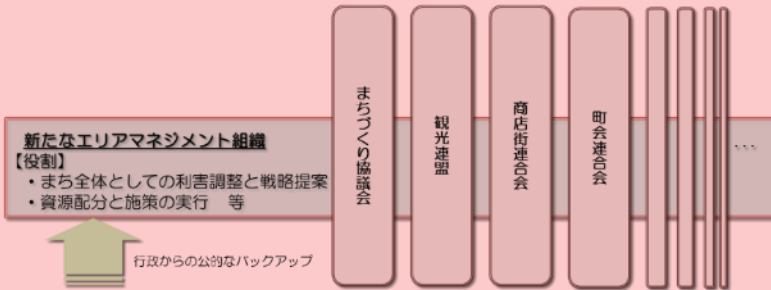 新たなエリアマネジメント組織
【役割】
・まち全体としての利害調整と戦略提案
・資源配分と施策の実行　等
行政からの公的なバックアップ
まちづくり協議会
観光連盟
商店街連合会
町会連合会
・・・